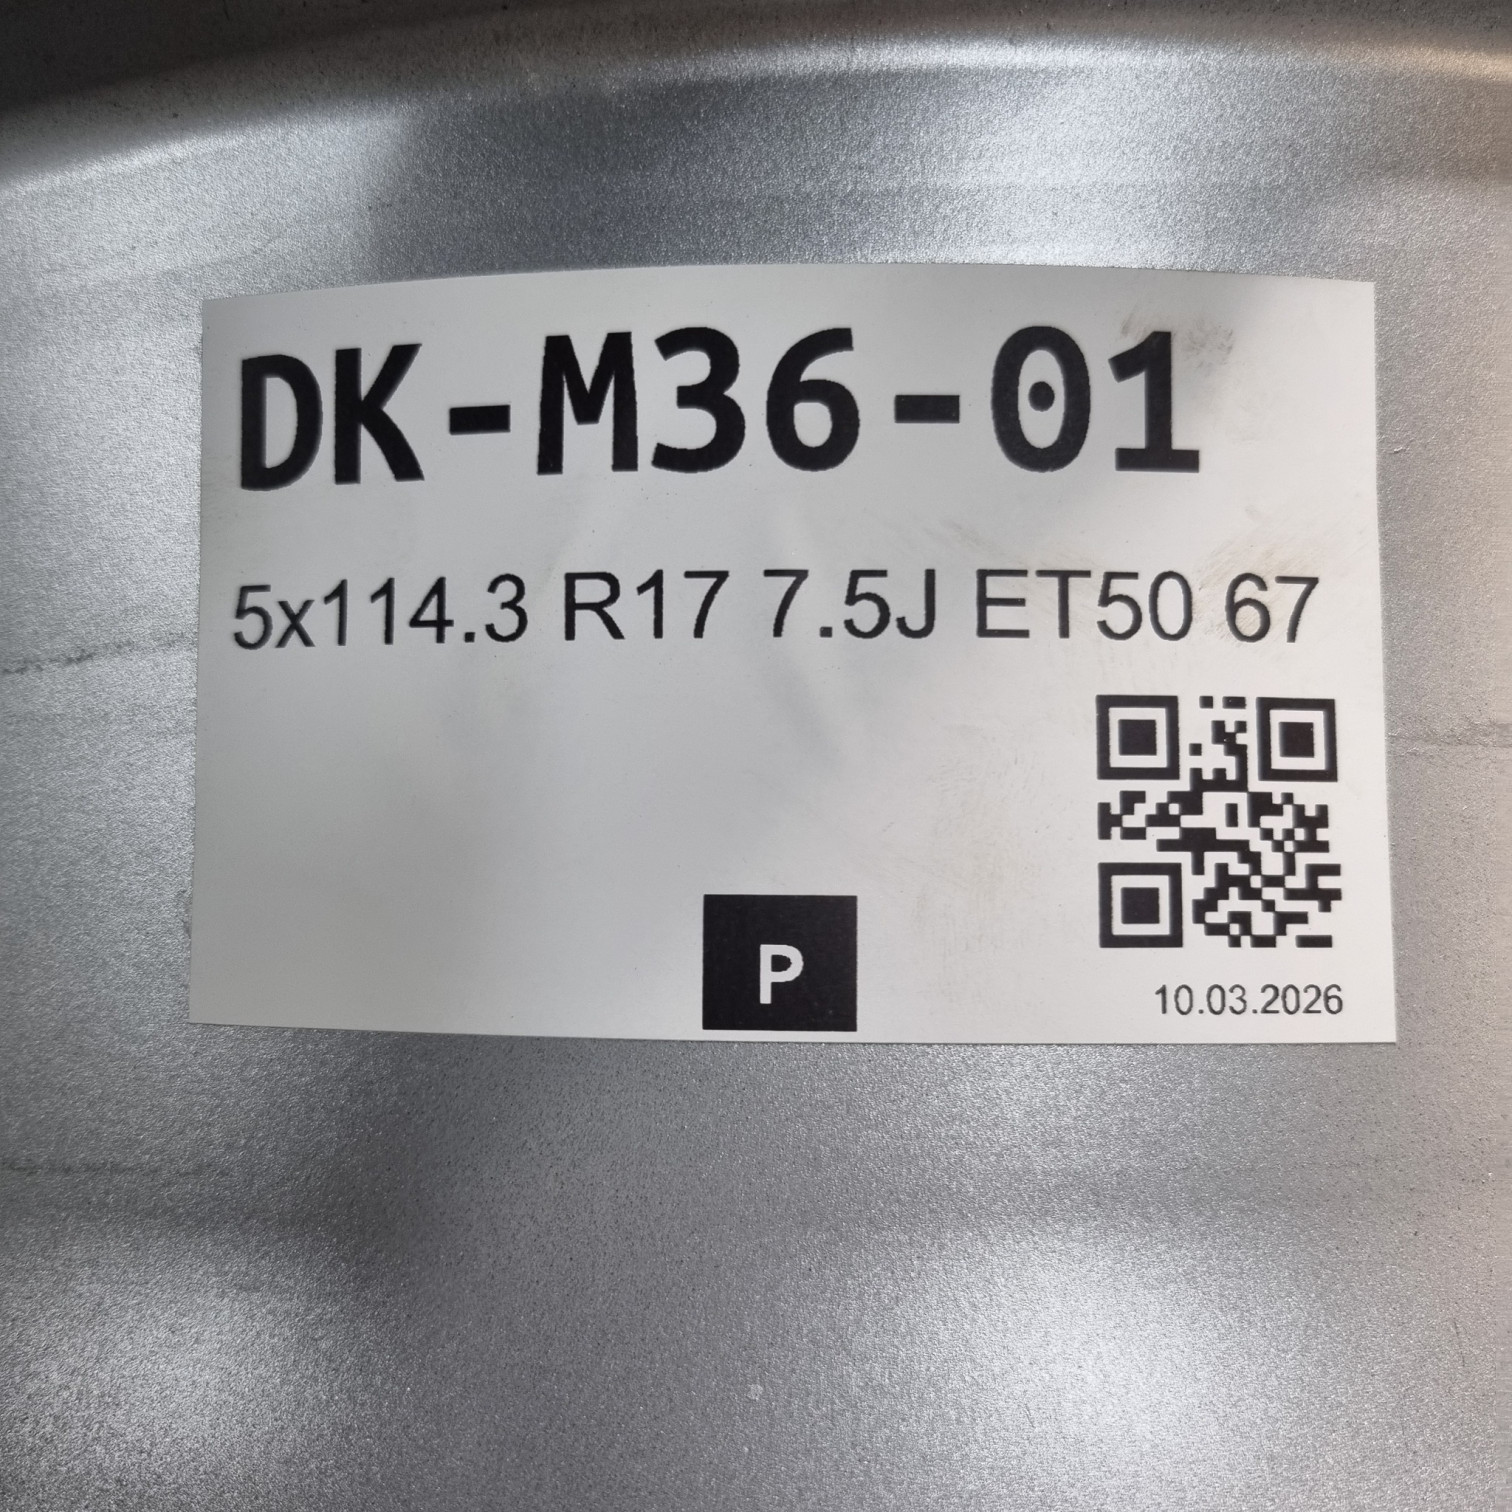 DK-M36-01
5x114.3 R17 7.5J ET50 67
P
10.03.2026